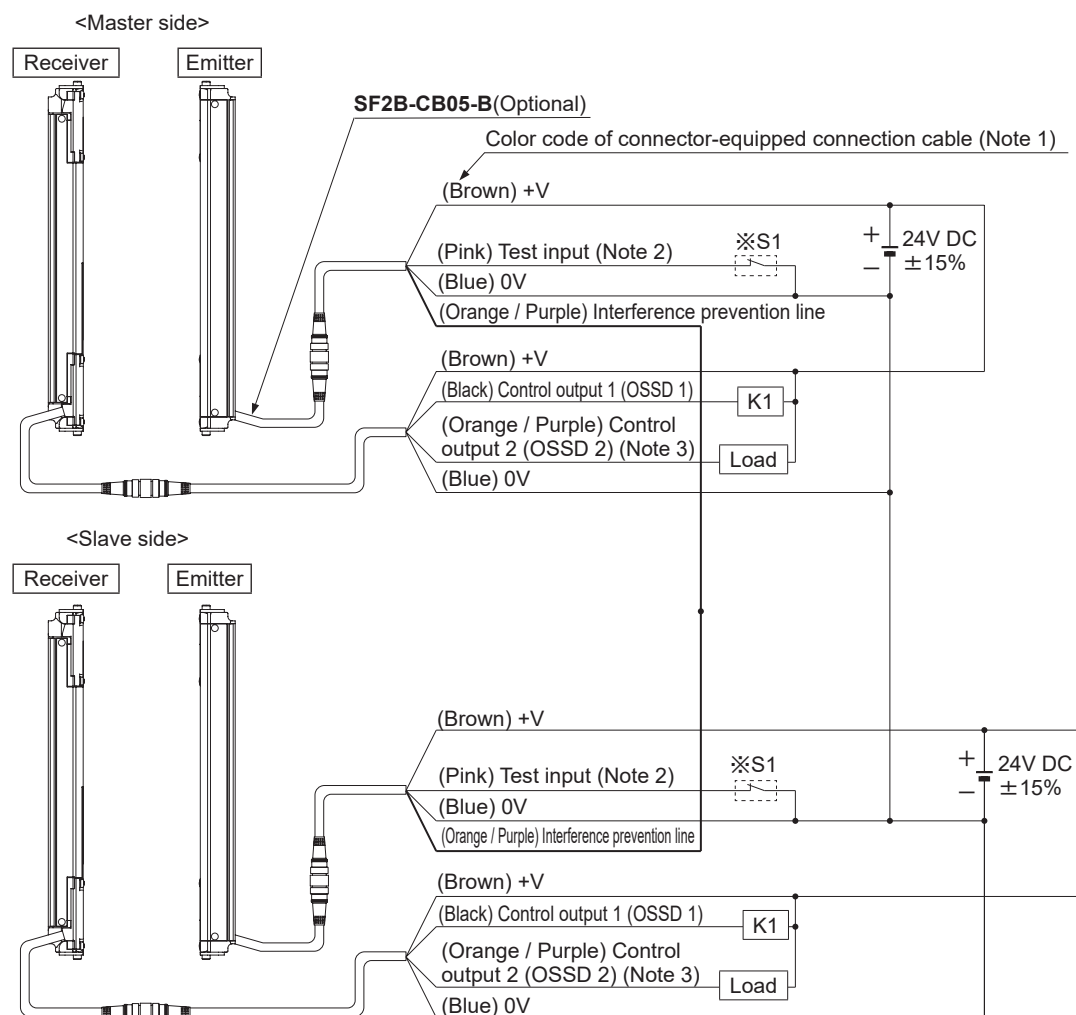 <Master side>
Receiver
Emitter
SF2B-CB05-B(Optional)
Color code of connector-equipped connection cable (Note 1)
(Brown) +V
(Pink) Test input (Note 2)
※S1
+ 24V DC
− ±15%
(Blue) 0V
(Orange / Purple) Interference prevention line
(Brown) +V
(Black) Control output 1 (OSSD 1)
K1
(Orange / Purple) Control
output 2 (OSSD 2) (Note 3)
Load
(Blue) 0V
<Slave side>
Receiver
Emitter
(Brown) +V
(Pink) Test input (Note 2)
※S1
+ 24V DC
− ±15%
(Blue) 0V
(Orange / Purple) Interference prevention line
(Brown) +V
(Black) Control output 1 (OSSD 1)
K1
(Orange / Purple) Control
output 2 (OSSD 2) (Note 3)
Load
(Blue) 0V